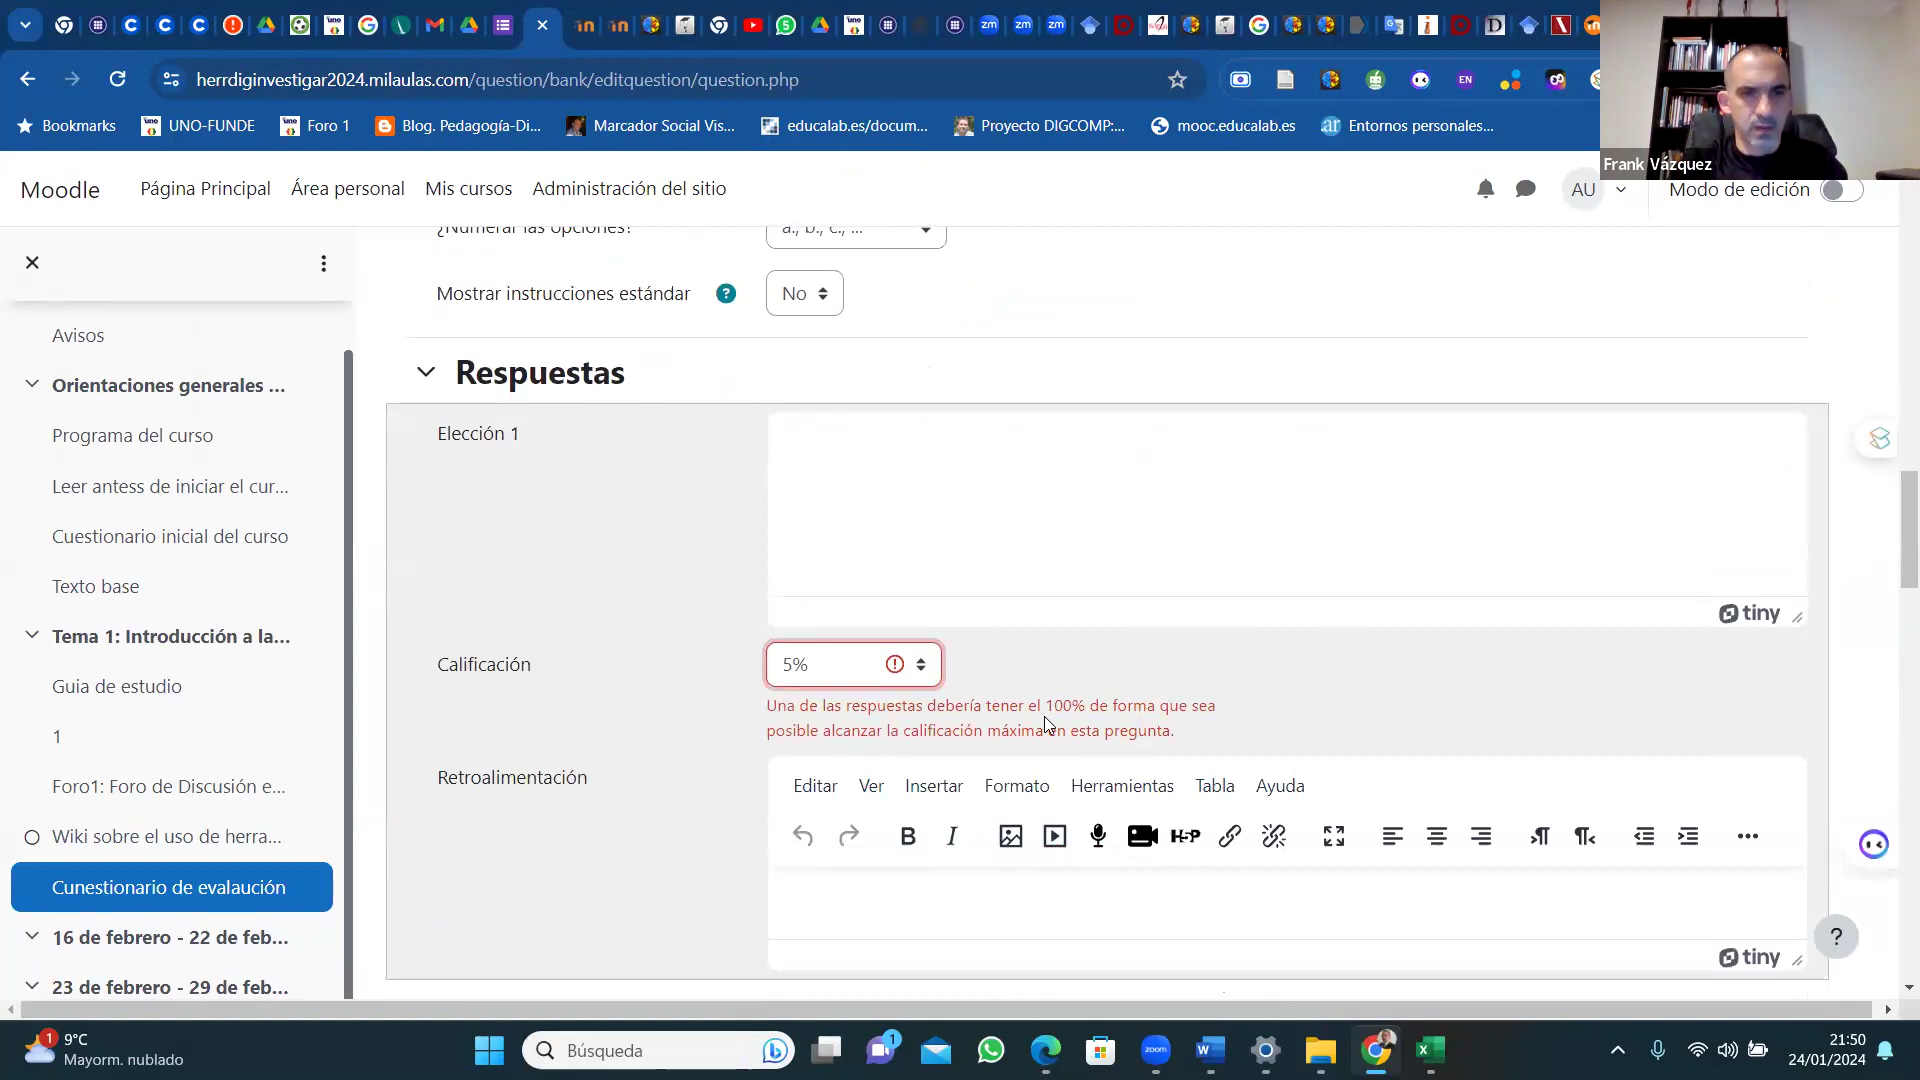 herrdiginvestigar2024.milaulas.com/question/bank/editquestion/question.php
Bookmarks
UNO-FUNDE
Foro 1
Blog. Pedagogía-Di...
Marcador Social Vis...
educalab.es/docum...
Proyecto DIGCOMP:...
mooc.educalab.es
Entornos personales...
Frank Vázquez
Moodle
Página Principal
Área personal
Mis cursos
Administración del sitio
AU
Modo de edición
Avisos
Orientaciones generales ...
Programa del curso
Leer antess de iniciar el cur...
Cuestionario inicial del curso
Texto base
Tema 1: Introducción a la...
Guia de estudio
1
Foro1: Foro de Discusión e...
Wiki sobre el uso de herra...
Cunestionario de evalaución
16 de febrero - 22 de feb...
23 de febrero - 29 de feb...
¿Numerar las opciones?
a., b., c., ...
Mostrar instrucciones estándar
No
Respuestas
Elección 1
tiny
Calificación
5%
Una de las respuestas debería tener el 100% de forma que sea
posible alcanzar la calificación máxima en esta pregunta.
Retroalimentación
Editar
Ver
Insertar
Formato
Herramientas
Tabla
Ayuda
B
I
H5P
tiny
?
1
9°C
Mayorm. nublado
Búsqueda
1
zoom
21:50
24/01/2024